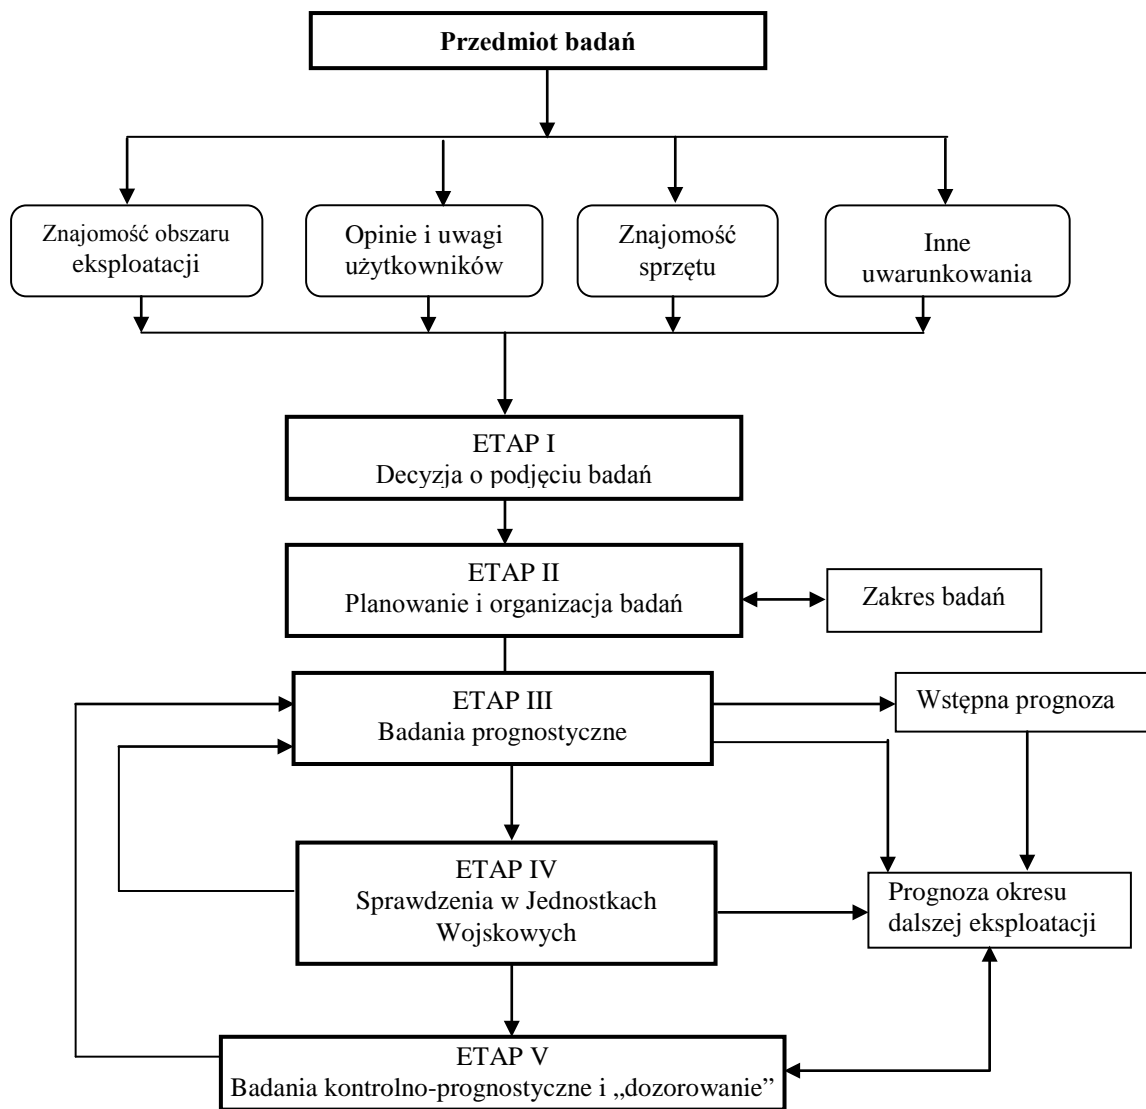 Przedmiot badań
Znajomość obszaru
eksploatacji
Opinie i uwagi
użytkowników
Znajomość
sprzętu
Inne
uwarunkowania
ETAP I
Decyzja o podjęciu badań
ETAP II
Planowanie i organizacja badań
Zakres badań
ETAP III
Badania prognostyczne
Wstępna prognoza
ETAP IV
Sprawdzenia w Jednostkach
Wojskowych
Prognoza okresu
dalszej eksploatacji
ETAP V
Badania kontrolno-prognostyczne i „dozorowanie”